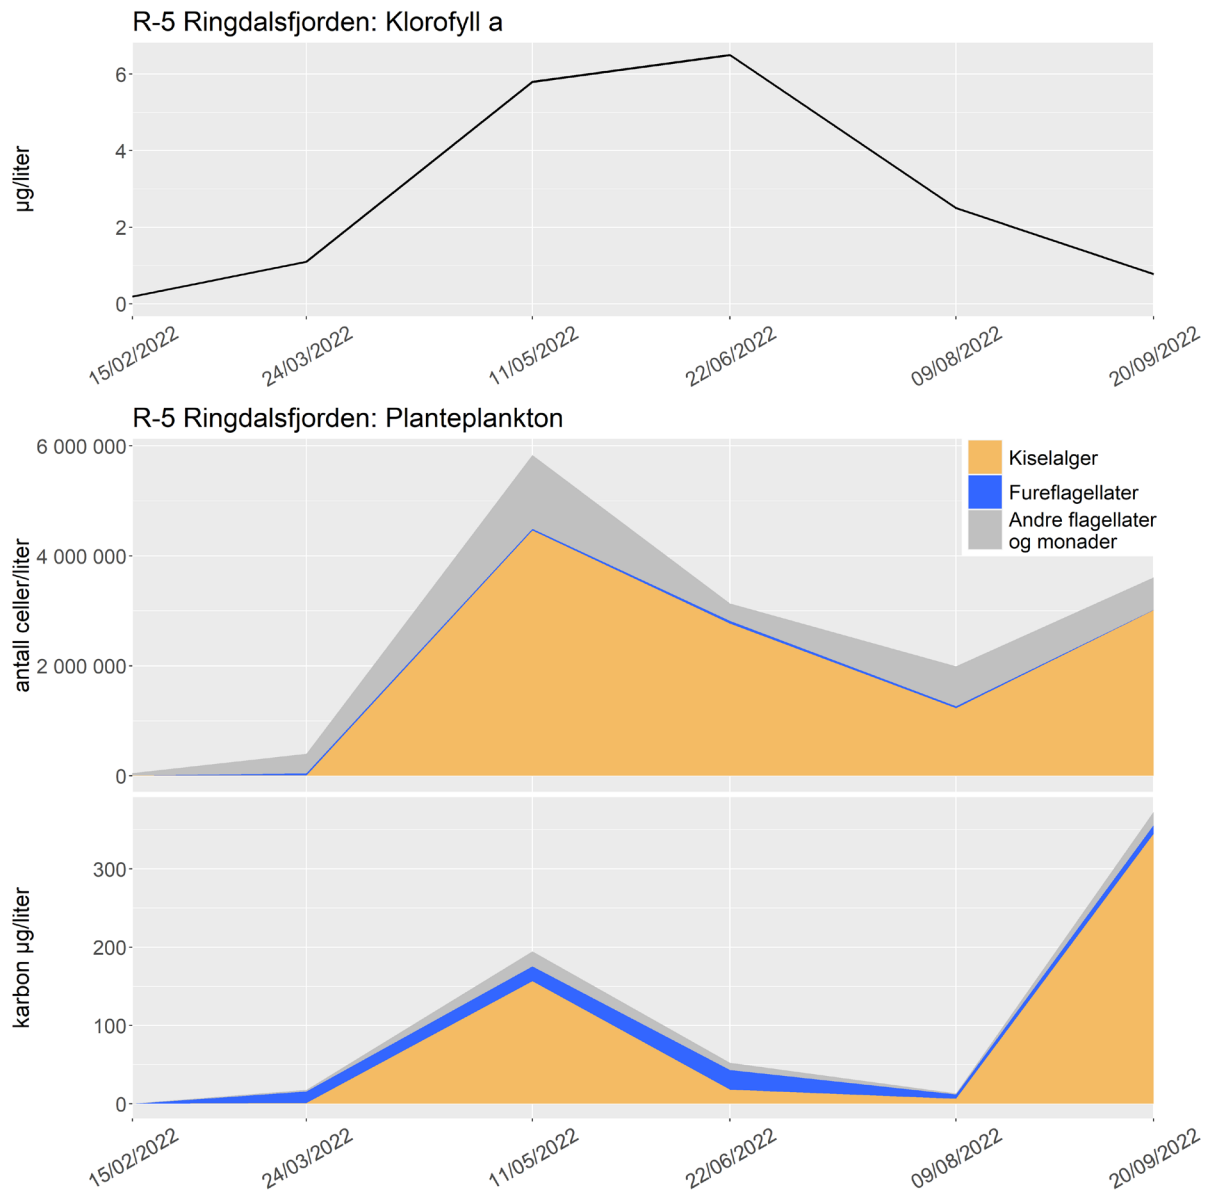 R-5 Ringdalsfjorden: Klorofyll a
µg/liter
6
4
2
0
15/02/2022
24/03/2022
11/05/2022
22/06/2022
09/08/2022
20/09/2022
R-5 Ringdalsfjorden: Planteplankton
antall celler/liter
6 000 000
4 000 000
2 000 000
0
Kiselalger
Fureflagellater
Andre flagellater
og monader
karbon µg/liter
300
200
100
0
15/02/2022
24/03/2022
11/05/2022
22/06/2022
09/08/2022
20/09/2022